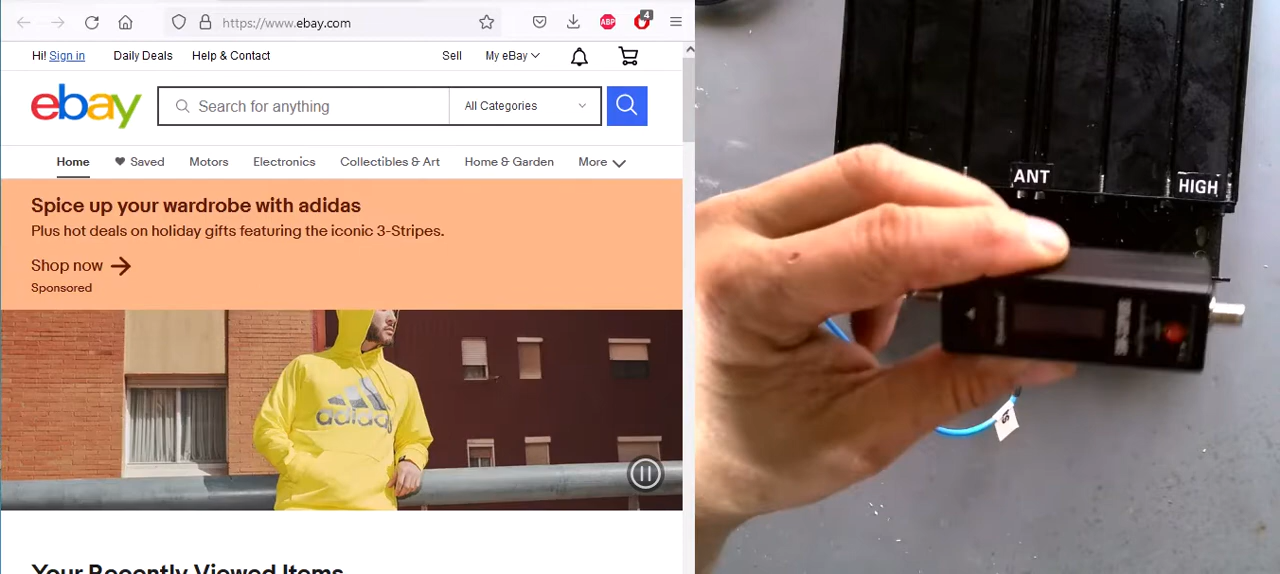 https://www.ebay.com
ABP
4
Hi! Sign in
Daily Deals
Help & Contact
Sell
My eBay
ebay
Search for anything
All Categories
Home
Saved
Motors
Electronics
Collectibles & Art
Home & Garden
More
Spice up your wardrobe with adidas
Plus hot deals on holiday gifts featuring the iconic 3-Stripes.
Shop now
Sponsored
adidas
Your Recently Viewed Items
ANT
HIGH